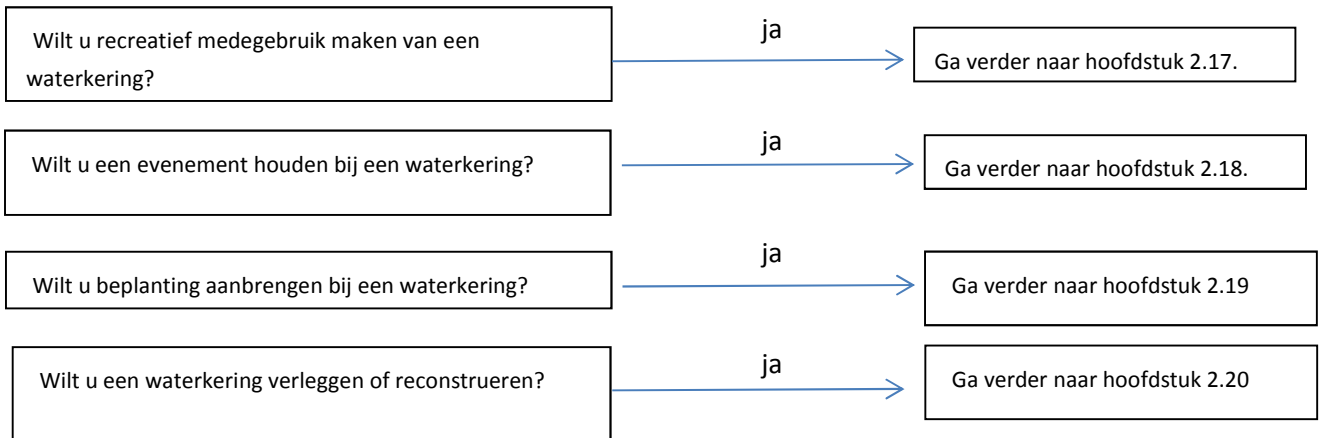 Wilt u recreatief medegebruik maken van een
waterkering?
ja
Ga verder naar hoofdstuk 2.17.
Wilt u een evenement houden bij een waterkering?
ja
Ga verder naar hoofdstuk 2.18.
Wilt u beplanting aanbrengen bij een waterkering?
ja
Ga verder naar hoofdstuk 2.19
Wilt u een waterkering verleggen of reconstrueren?
ja
Ga verder naar hoofdstuk 2.20